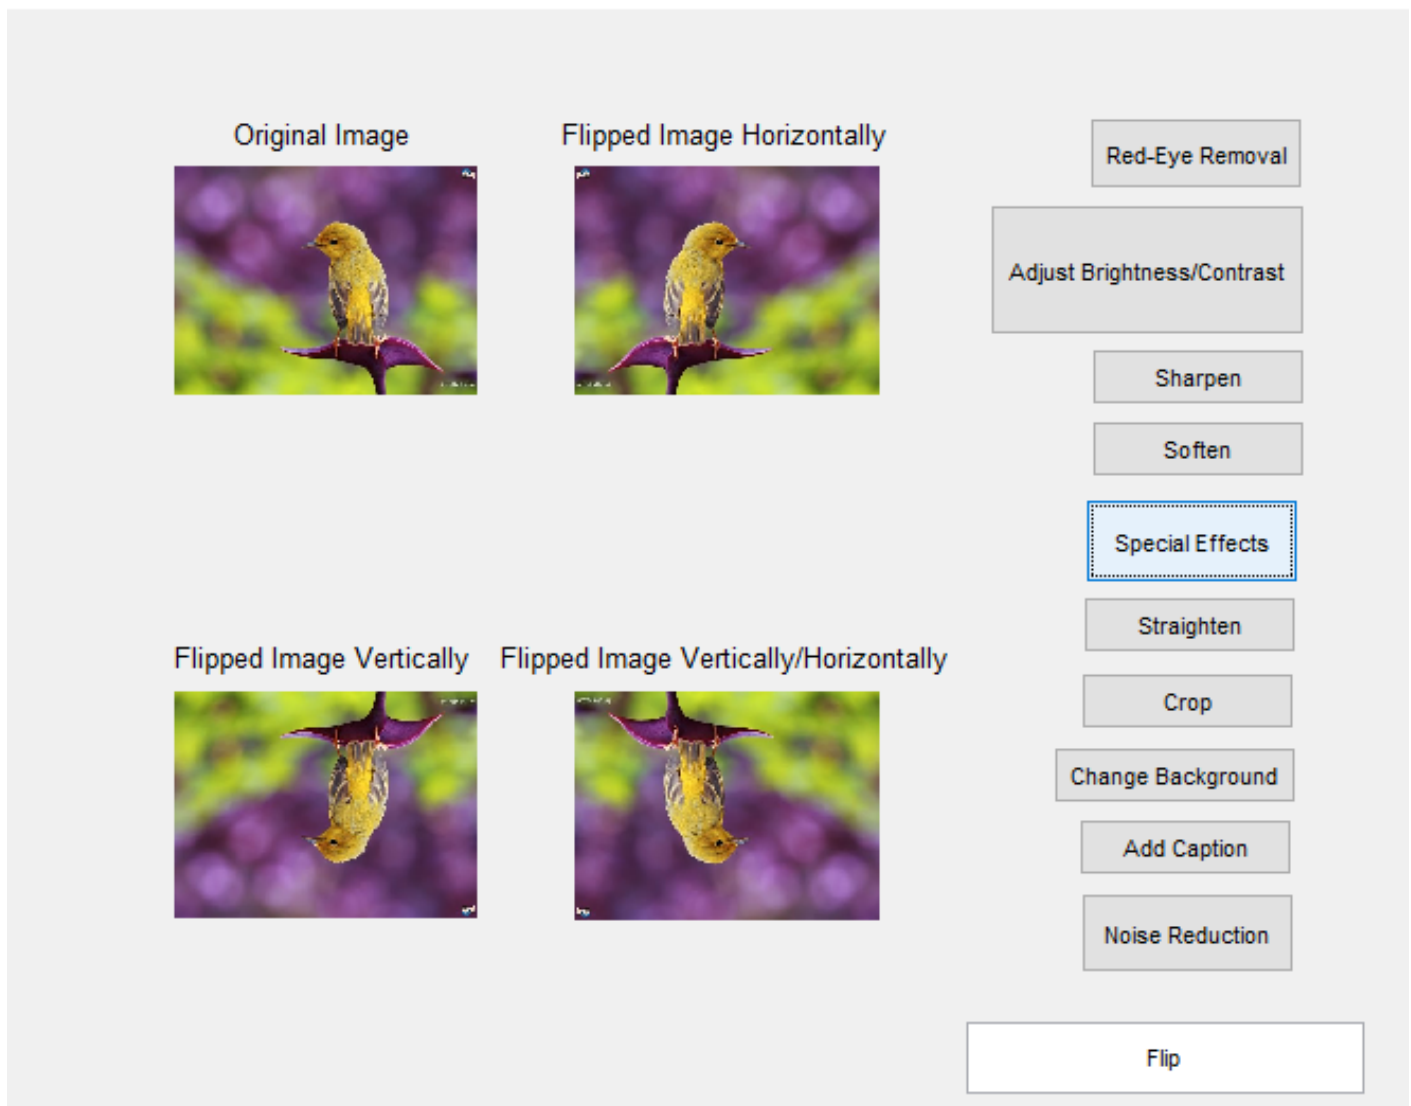 Original Image
Flipped Image Horizontally
Red-Eye Removal
Adjust Brightness/Contrast
Sharpen
Soften
Special Effects
Straighten
Flipped Image Vertically
Flipped Image Vertically/Horizontally
Crop
Change Background
Add Caption
Noise Reduction
Flip